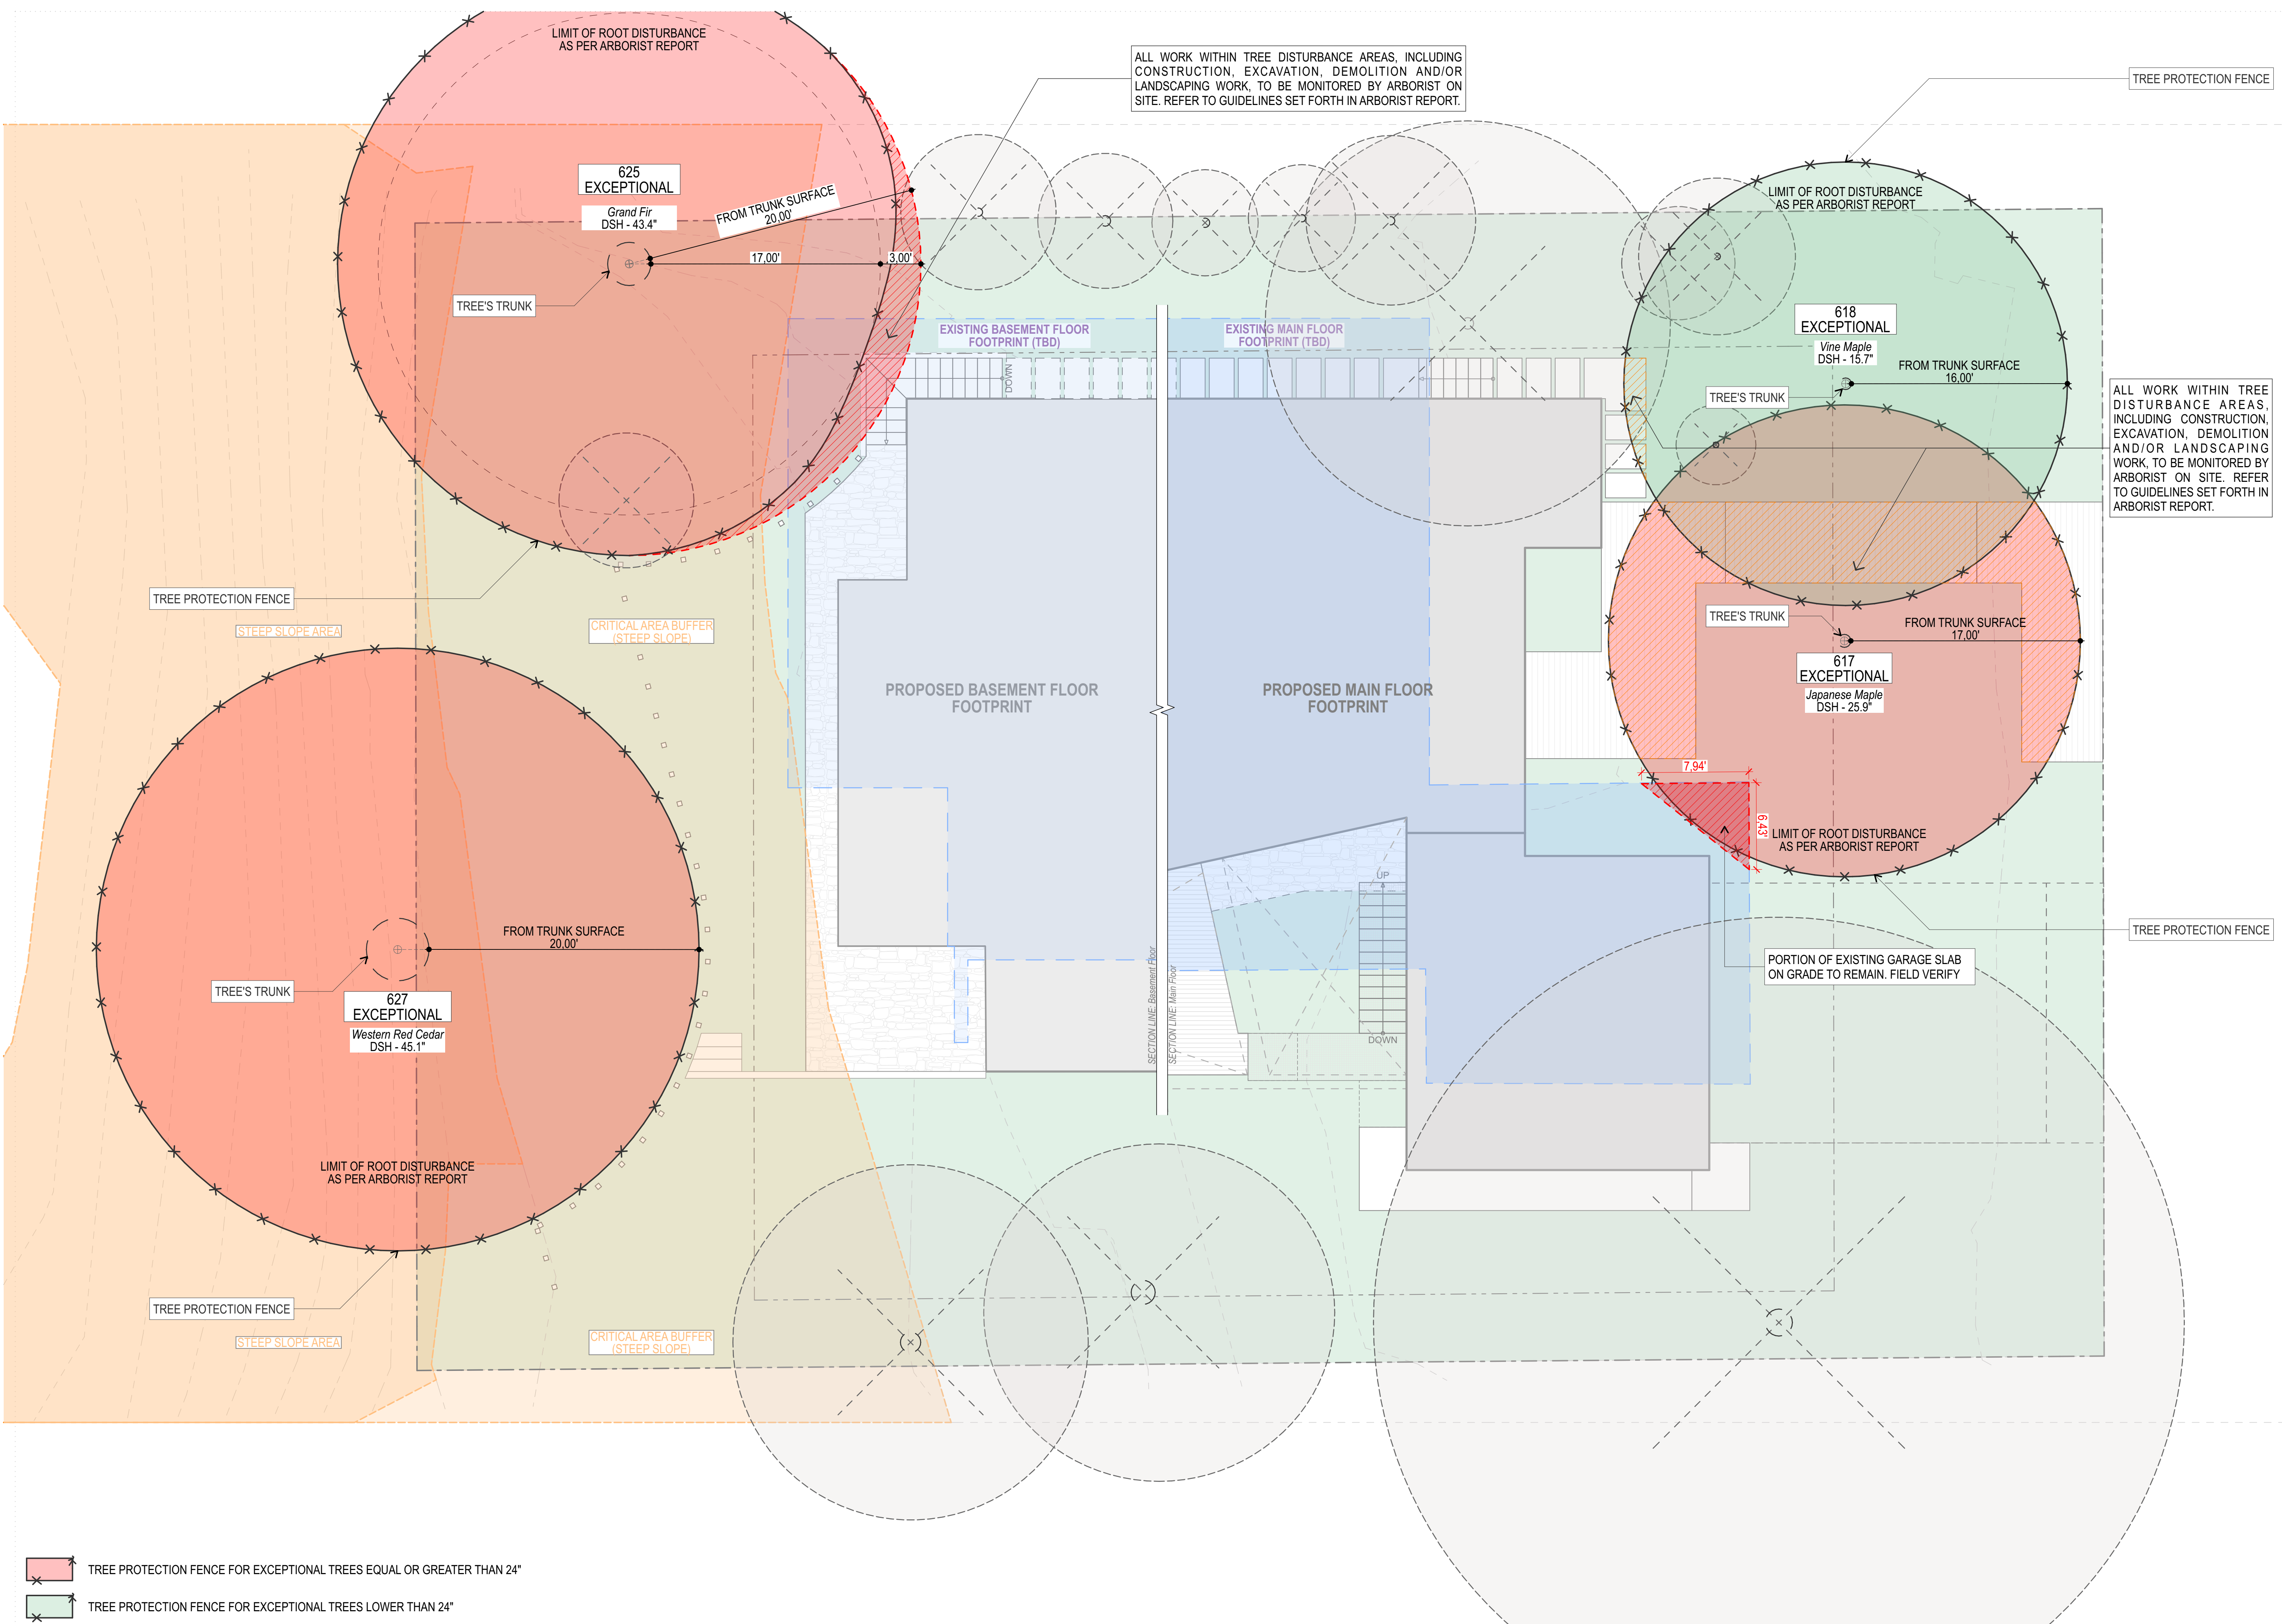 LIMIT OF ROOT DISTURBANCE
AS PER ARBORIST REPORT
ALL WORK WITHIN TREE DISTURBANCE AREAS, INCLUDING
CONSTRUCTION, EXCAVATION, DEMOLITION AND/OR
LANDSCAPING WORK, TO BE MONITORED BY ARBORIST ON
SITE. REFER TO GUIDELINES SET FORTH IN ARBORIST REPORT.
TREE PROTECTION FENCE
625
EXCEPTIONAL
Grand Fir
DSH - 43.4"
FROM TRUNK SURFACE
20,00'
17,00'
3,00'
TREE'S TRUNK
LIMIT OF ROOT DISTURBANCE
AS PER ARBORIST REPORT
618
EXCEPTIONAL
Vine Maple
DSH - 15.7"
FROM TRUNK SURFACE
16,00'
TREE'S TRUNK
EXISTING BASEMENT FLOOR
FOOTPRINT (TBD)
EXISTING MAIN FLOOR
FOOTPRINT (TBD)
DOWN
ALL WORK WITHIN TREE
DISTURBANCE AREAS,
INCLUDING CONSTRUCTION,
EXCAVATION, DEMOLITION
AND/OR LANDSCAPING
WORK, TO BE MONITORED BY
ARBORIST ON SITE. REFER
TO GUIDELINES SET FORTH IN
ARBORIST REPORT.
TREE PROTECTION FENCE
STEEP SLOPE AREA
CRITICAL AREA BUFFER
(STEEP SLOPE)
TREE'S TRUNK
FROM TRUNK SURFACE
17,00'
617
EXCEPTIONAL
Japanese Maple
DSH - 25.9"
PROPOSED BASEMENT FLOOR
FOOTPRINT
PROPOSED MAIN FLOOR
FOOTPRINT
7,94'
6,43'
LIMIT OF ROOT DISTURBANCE
AS PER ARBORIST REPORT
UP
FROM TRUNK SURFACE
20,00'
TREE PROTECTION FENCE
PORTION OF EXISTING GARAGE SLAB
ON GRADE TO REMAIN. FIELD VERIFY
TREE'S TRUNK
627
EXCEPTIONAL
Western Red Cedar
DSH - 45.1"
SECTION LINE: Basement Floor
SECTION LINE: Main Floor
DOWN
LIMIT OF ROOT DISTURBANCE
AS PER ARBORIST REPORT
TREE PROTECTION FENCE
STEEP SLOPE AREA
CRITICAL AREA BUFFER
(STEEP SLOPE)
TREE PROTECTION FENCE FOR EXCEPTIONAL TREES EQUAL OR GREATER THAN 24"
TREE PROTECTION FENCE FOR EXCEPTIONAL TREES LOWER THAN 24"